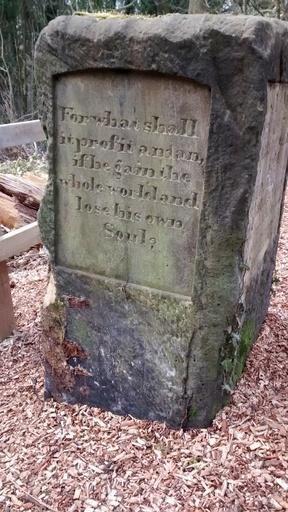 For what shall
it profit a man,
if he gain the
whole world and
lose his own
Soul?